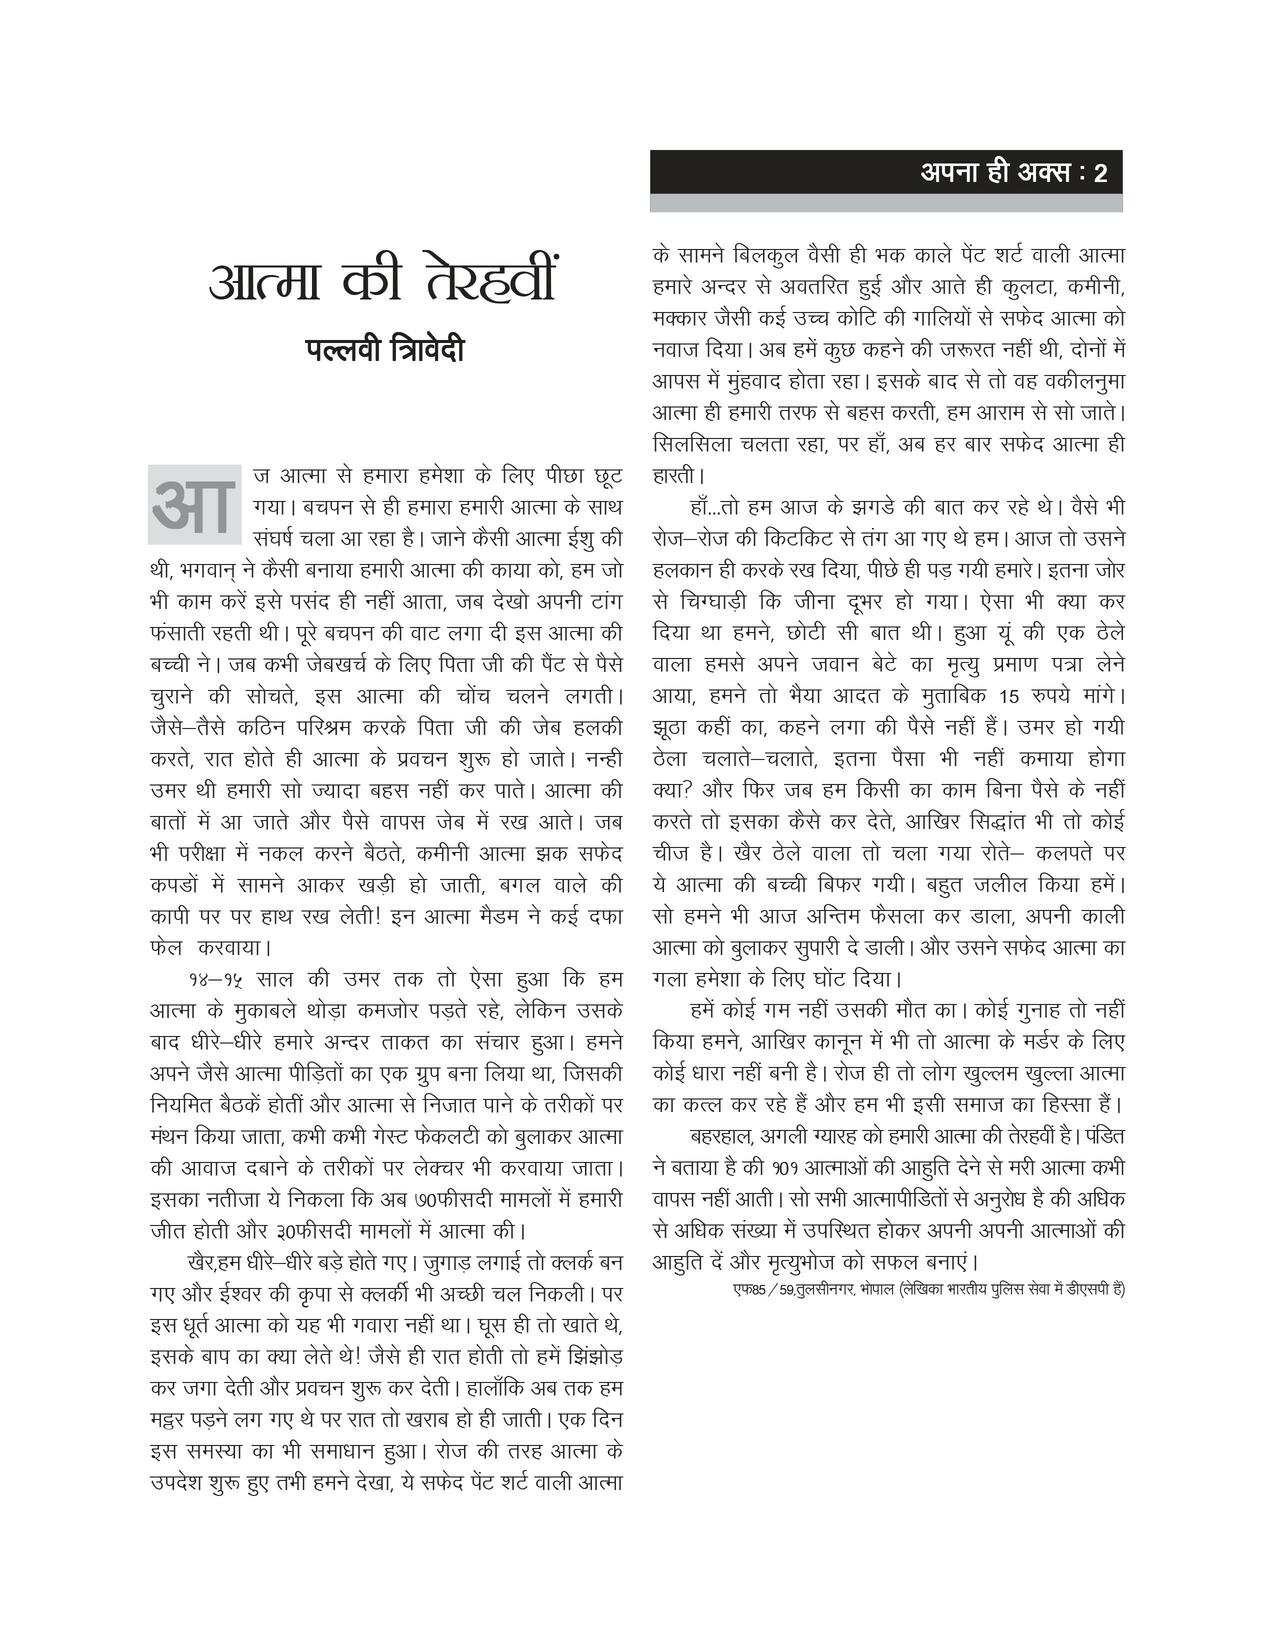 अपना ही अक्स : 2
आत्मा की तेरहवीं
पल्लवी त्रिावेदी
आज आत्मा से हमारा हमेशा के लिए पीछा छूट
गया। बचपन से ही हमारा हमारी आत्मा के साथ
संघर्ष चला आ रहा है। जाने कैसी आत्मा ईशु की
थी, भगवान् ने कैसी बनाया हमारी आत्मा की काया को, हम जो
भी काम करें इसे पसंद ही नहीं आता, जब देखो अपनी टांग
फंसाती रहती थी। पूरे बचपन की वाट लगा दी इस आत्मा की
बच्ची ने। जब कभी जेबखर्च के लिए पिता जी की पैंट से पैसे
चुराने की सोचते, इस आत्मा की चोंच चलने लगती।
जैसे–तैसे कठिन परिश्रम करके पिता जी की जेब हलकी
करते, रात होते ही आत्मा के प्रवचन शुरू हो जाते। नन्ही
उमर थी हमारी सो ज्यादा बहस नहीं कर पाते। आत्मा की
बातों में आ जाते और पैसे वापस जेब में रख आते। जब
भी परीक्षा में नकल करने बैठते, कमीनी आत्मा झक सफेद
कपडों में सामने आकर खड़ी हो जाती, बगल वाले की
कापी पर पर हाथ रख लेती! इन आत्मा मैडम ने कई दफा
फेल करवाया।
१४–१५ साल की उमर तक तो ऐसा हुआ कि हम
आत्मा के मुकाबले थोड़ा कमजोर पड़ते रहे, लेकिन उसके
बाद धीरे–धीरे हमारे अन्दर ताकत का संचार हुआ। हमने
अपने जैसे आत्मा पीड़ितों का एक ग्रुप बना लिया था, जिसकी
नियमित बैठकें होतीं और आत्मा से निजात पाने के तरीकों पर
मंथन किया जाता, कभी कभी गेस्ट फेकलटी को बुलाकर आत्मा
की आवाज दबाने के तरीकों पर लेक्चर भी करवाया जाता।
इसका नतीजा ये निकला कि अब ७०फीसदी मामलों में हमारी
जीत होती और ३०फीसदी मामलों में आत्मा की।
खैर,हम धीरे–धीरे बड़े होते गए। जुगाड़ लगाई तो क्लर्क बन
गए और ईश्वर की कृपा से क्लर्की भी अच्छी चल निकली। पर
इस धूर्त आत्मा को यह भी गवारा नहीं था। घूस ही तो खाते थे,
इसके बाप का क्या लेते थे! जैसे ही रात होती तो हमें झिंझोड़
कर जगा देती और प्रवचन शुरू कर देती। हालाँकि अब तक हम
मट्ठर पड़ने लग गए थे पर रात तो खराब हो ही जाती। एक दिन
इस समस्या का भी समाधान हुआ। रोज की तरह आत्मा के
उपदेश शुरू हुए तभी हमने देखा, ये सफेद पेंट शर्ट वाली आत्मा
के सामने बिलकुल वैसी ही भक काले पेंट शर्ट वाली आत्मा
हमारे अन्दर से अवतरित हुई और आते ही कुलटा, कमीनी,
मक्कार जैसी कई उच्च कोटि की गालियों से सफेद आत्मा को
नवाज दिया। अब हमें कुछ कहने की जरूरत नहीं थी, दोनों में
आपस में मुंहवाद होता रहा। इसके बाद से तो वह वकीलनुमा
आत्मा ही हमारी तरफ से बहस करती, हम आराम से सो जाते।
सिलसिला चलता रहा, पर हाँ, अब हर बार सफेद आत्मा ही
हारती।
हाँ...तो हम आज के झगडे की बात कर रहे थे। वैसे भी
रोज–रोज की किटकिट से तंग आ गए थे हम। आज तो उसने
हलकान ही करके रख दिया, पीछे ही पड़ गयी हमारे। इतना जोर
से चिग्घाड़ी कि जीना दूभर हो गया। ऐसा भी क्या कर
दिया था हमने, छोटी सी बात थी। हुआ यूं की एक ठेले
वाला हमसे अपने जवान बेटे का मृत्यु प्रमाण पत्रा लेने
आया, हमने तो भैया आदत के मुताबिक 15 रुपये मांगे।
झूठा कहीं का, कहने लगा की पैसे नहीं हैं। उमर हो गयी
ठेला चलाते–चलाते, इतना पैसा भी नहीं कमाया होगा
क्या? और फिर जब हम किसी का काम बिना पैसे के नहीं
करते तो इसका कैसे कर देते, आखिर सिद्धांत भी तो कोई
चीज है। खैर ठेले वाला तो चला गया रोते– कलपते पर
ये आत्मा की बच्ची बिफर गयी। बहुत जलील किया हमें।
सो हमने भी आज अन्तिम फैसला कर डाला, अपनी काली
आत्मा को बुलाकर सुपारी दे डाली। और उसने सफेद आत्मा का
गला हमेशा के लिए घोंट दिया।
हमें कोई गम नहीं उसकी मौत का। कोई गुनाह तो नहीं
किया हमने, आखिर कानून में भी तो आत्मा के मर्डर के लिए
कोई धारा नहीं बनी है। रोज ही तो लोग खुल्लम खुल्ला आत्मा
का कत्ल कर रहे हैं और हम भी इसी समाज का हिस्सा हैं।
बहरहाल, अगली ग्यारह को हमारी आत्मा की तेरहवीं है। पंडित
ने बताया है की १०१ आत्माओं की आहुति देने से मरी आत्मा कभी
वापस नहीं आती। सो सभी आत्मापीडितों से अनुरोध है की अधिक
से अधिक संख्या में उपस्थित होकर अपनी अपनी आत्माओं की
आहुति दें और मृत्युभोज को सफल बनाएं।
एफ85/59,तुलसीनगर, भोपाल (लेखिका भारतीय पुलिस सेवा में डीएसपी हैं)